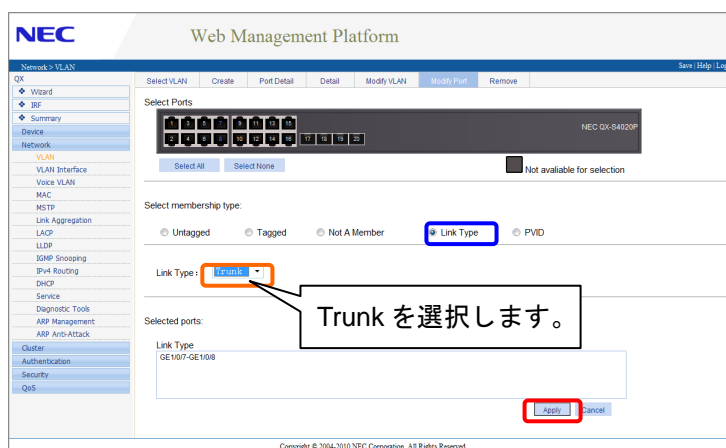 NEC
Web Management Platform
Network > VLAN
Save | Help | Log
QX
Wizard
IRF
Summary
Device
Network
VLAN
VLAN Interface
Voice VLAN
MAC
MSTP
Link Aggregation
LACP
LLDP
IGMP Snooping
IPv4 Routing
DHCP
Service
Diagnostic Tools
ARP Management
ARP Anti-Attack
Cluster
Authentication
Security
QoS
Select VLAN Create Port Detail Detail Modify VLAN Modify Port Remove
Select Ports
1 3 5 7 9 11 13 15
2 4 6 8 10 12 14 16 17 18 19 20
NEC QX-S4020P
Select All Select None
Not avaliable for selection
Select membership type:
Untagged Tagged Not A Member Link Type PVID
Link Type : Trunk
Trunk を選択します。
Selected ports:
Link Type
GE1/0/7-GE1/0/8
Apply Cancel
Copyright © 2004-2010 NEC Corporation. All Rights Reserved.